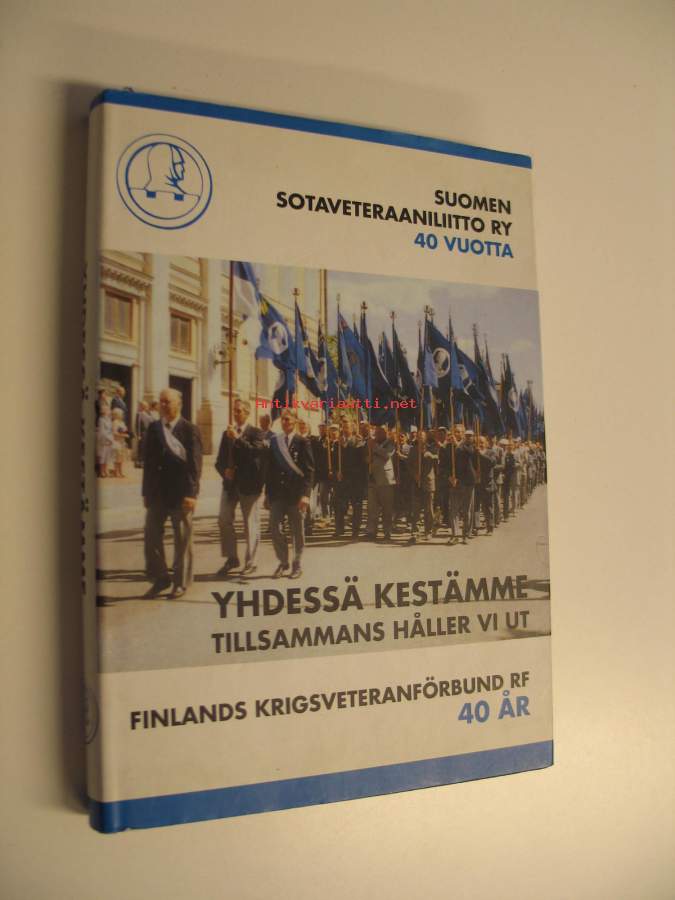 SUOMEN
SOTAVETERAANILIITTO RY
40 VUOTTA
Antikvariaatti.net
YHDESSÄ KESTÄMME
TILLSAMMANS HÅLLER VI UT
FINLANDS KRIGSVETERANFÖRBUND RF
40 ÅR